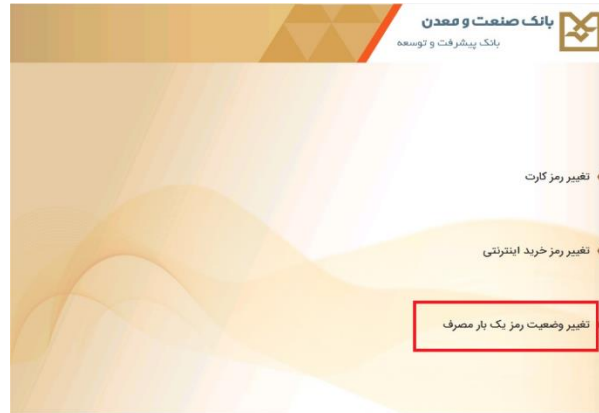 بانک صنعت و معدن
بانک پیشرفت و توسعه
تغییر رمز کارت
تغییر رمز خرید اینترنتی
تغییر وضعیت رمز یک بار مصرف